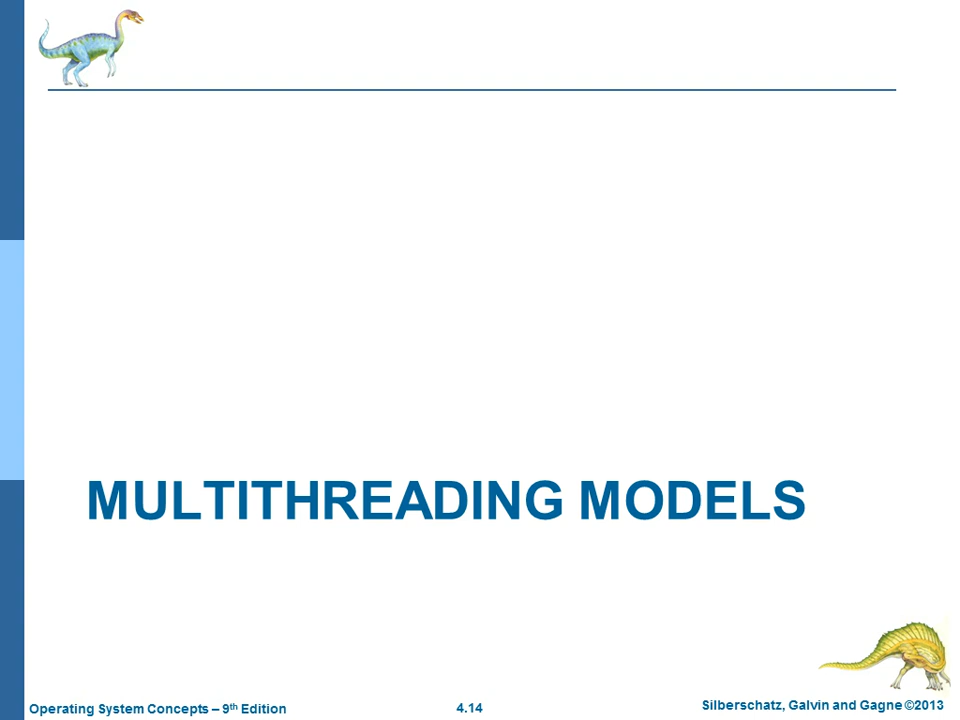 MULTITHREADING MODELS
Operating System Concepts – 9th Edition
4.14
Silberschatz, Galvin and Gagne ©2013